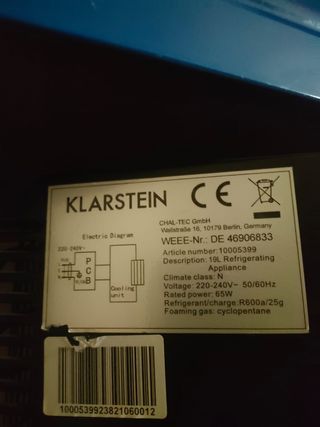 KLARSTEIN CE
CHAL-TEC GmbH
Wallstraße 16, 10179 Berlin, Germany
WEEE-Nr.: DE 46906833
Article number: 10005399
Description: 19L Refrigerating
Appliance
Climate class: N
Voltage: 220-240V~ 50/60Hz
Rated power: 65W
Refrigerant/charge: R600a/25g
Foaming gas: cyclopentane
Electric Diagram
220-240V~
P
C
B
Cooling
unit
1000539923821060012